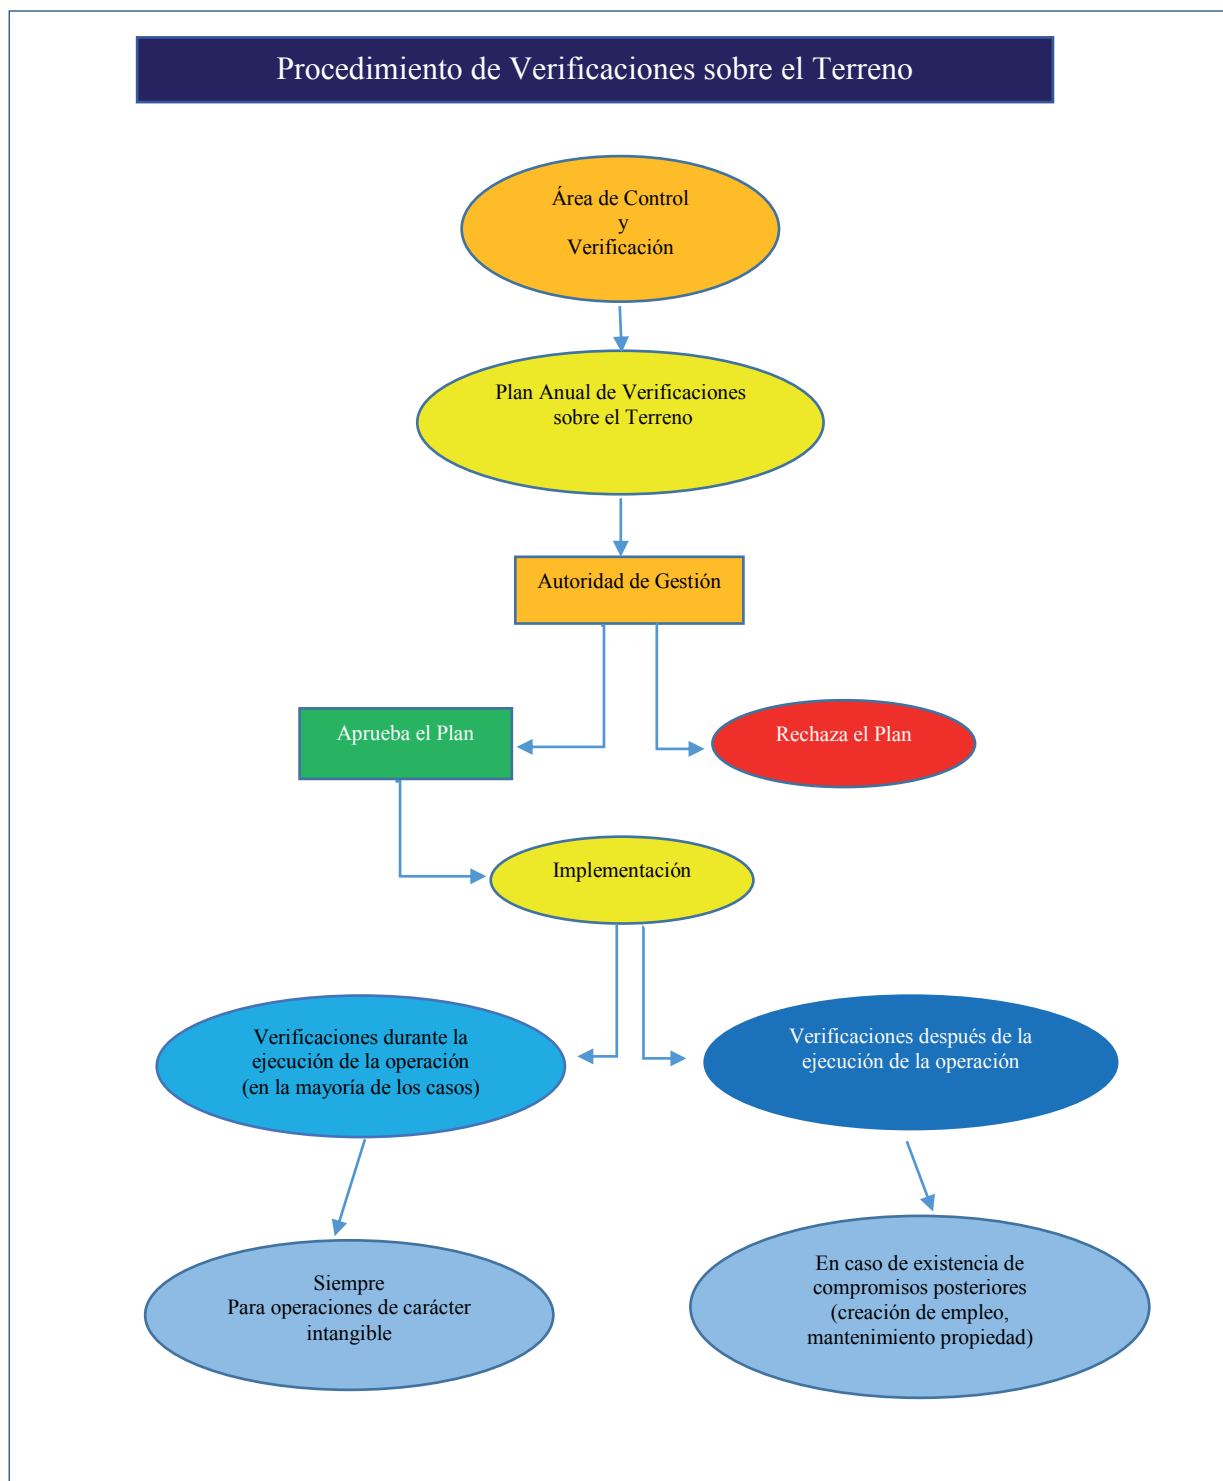 Procedimiento de Verificaciones sobre el Terreno
Área de Control
y
Verificación
Plan Anual de Verificaciones
sobre el Terreno
Autoridad de Gestión
Aprueba el Plan
Rechaza el Plan
Implementación
Verificaciones durante la
ejecución de la operación
(en la mayoría de los casos)
Verificaciones después de la
ejecución de la operación
Siempre
Para operaciones de carácter
intangible
En caso de existencia de
compromisos posteriores
(creación de empleo,
mantenimiento propiedad)